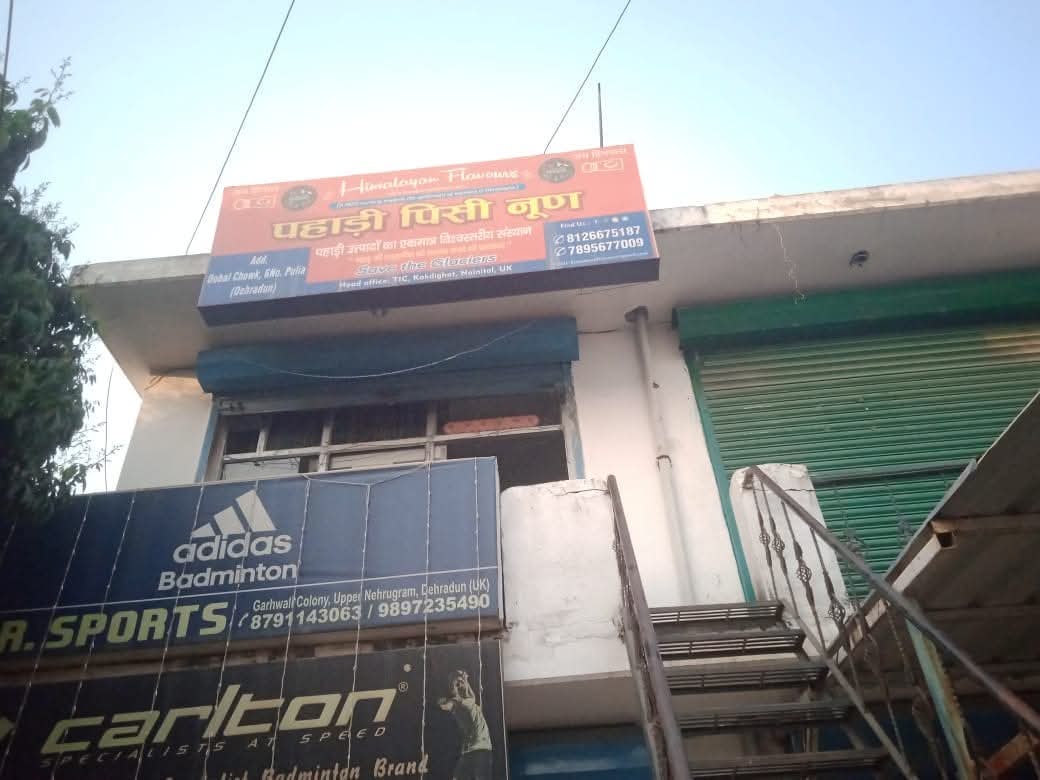 Himalayan Flavours
पहाड़ी पिसी नूण
पहाड़ी उत्पादों का एकमात्र विश्वस्तरीय संस्थान
Save the Glaciers
Head office: TIC, Kakdighat, Nainital, UK
Add.
Dobal Chowk, 6No. Pulia
(Dehradun)
Find Us :
8126675187
7895677009
adidas
Badminton
R. SPORTS
Garhwali Colony, Upper Nehrugram, Dehradun (UK)
8791143063 / 9897235490
carlton®
SPECIALISTS AT SPEED
Badminton Brand